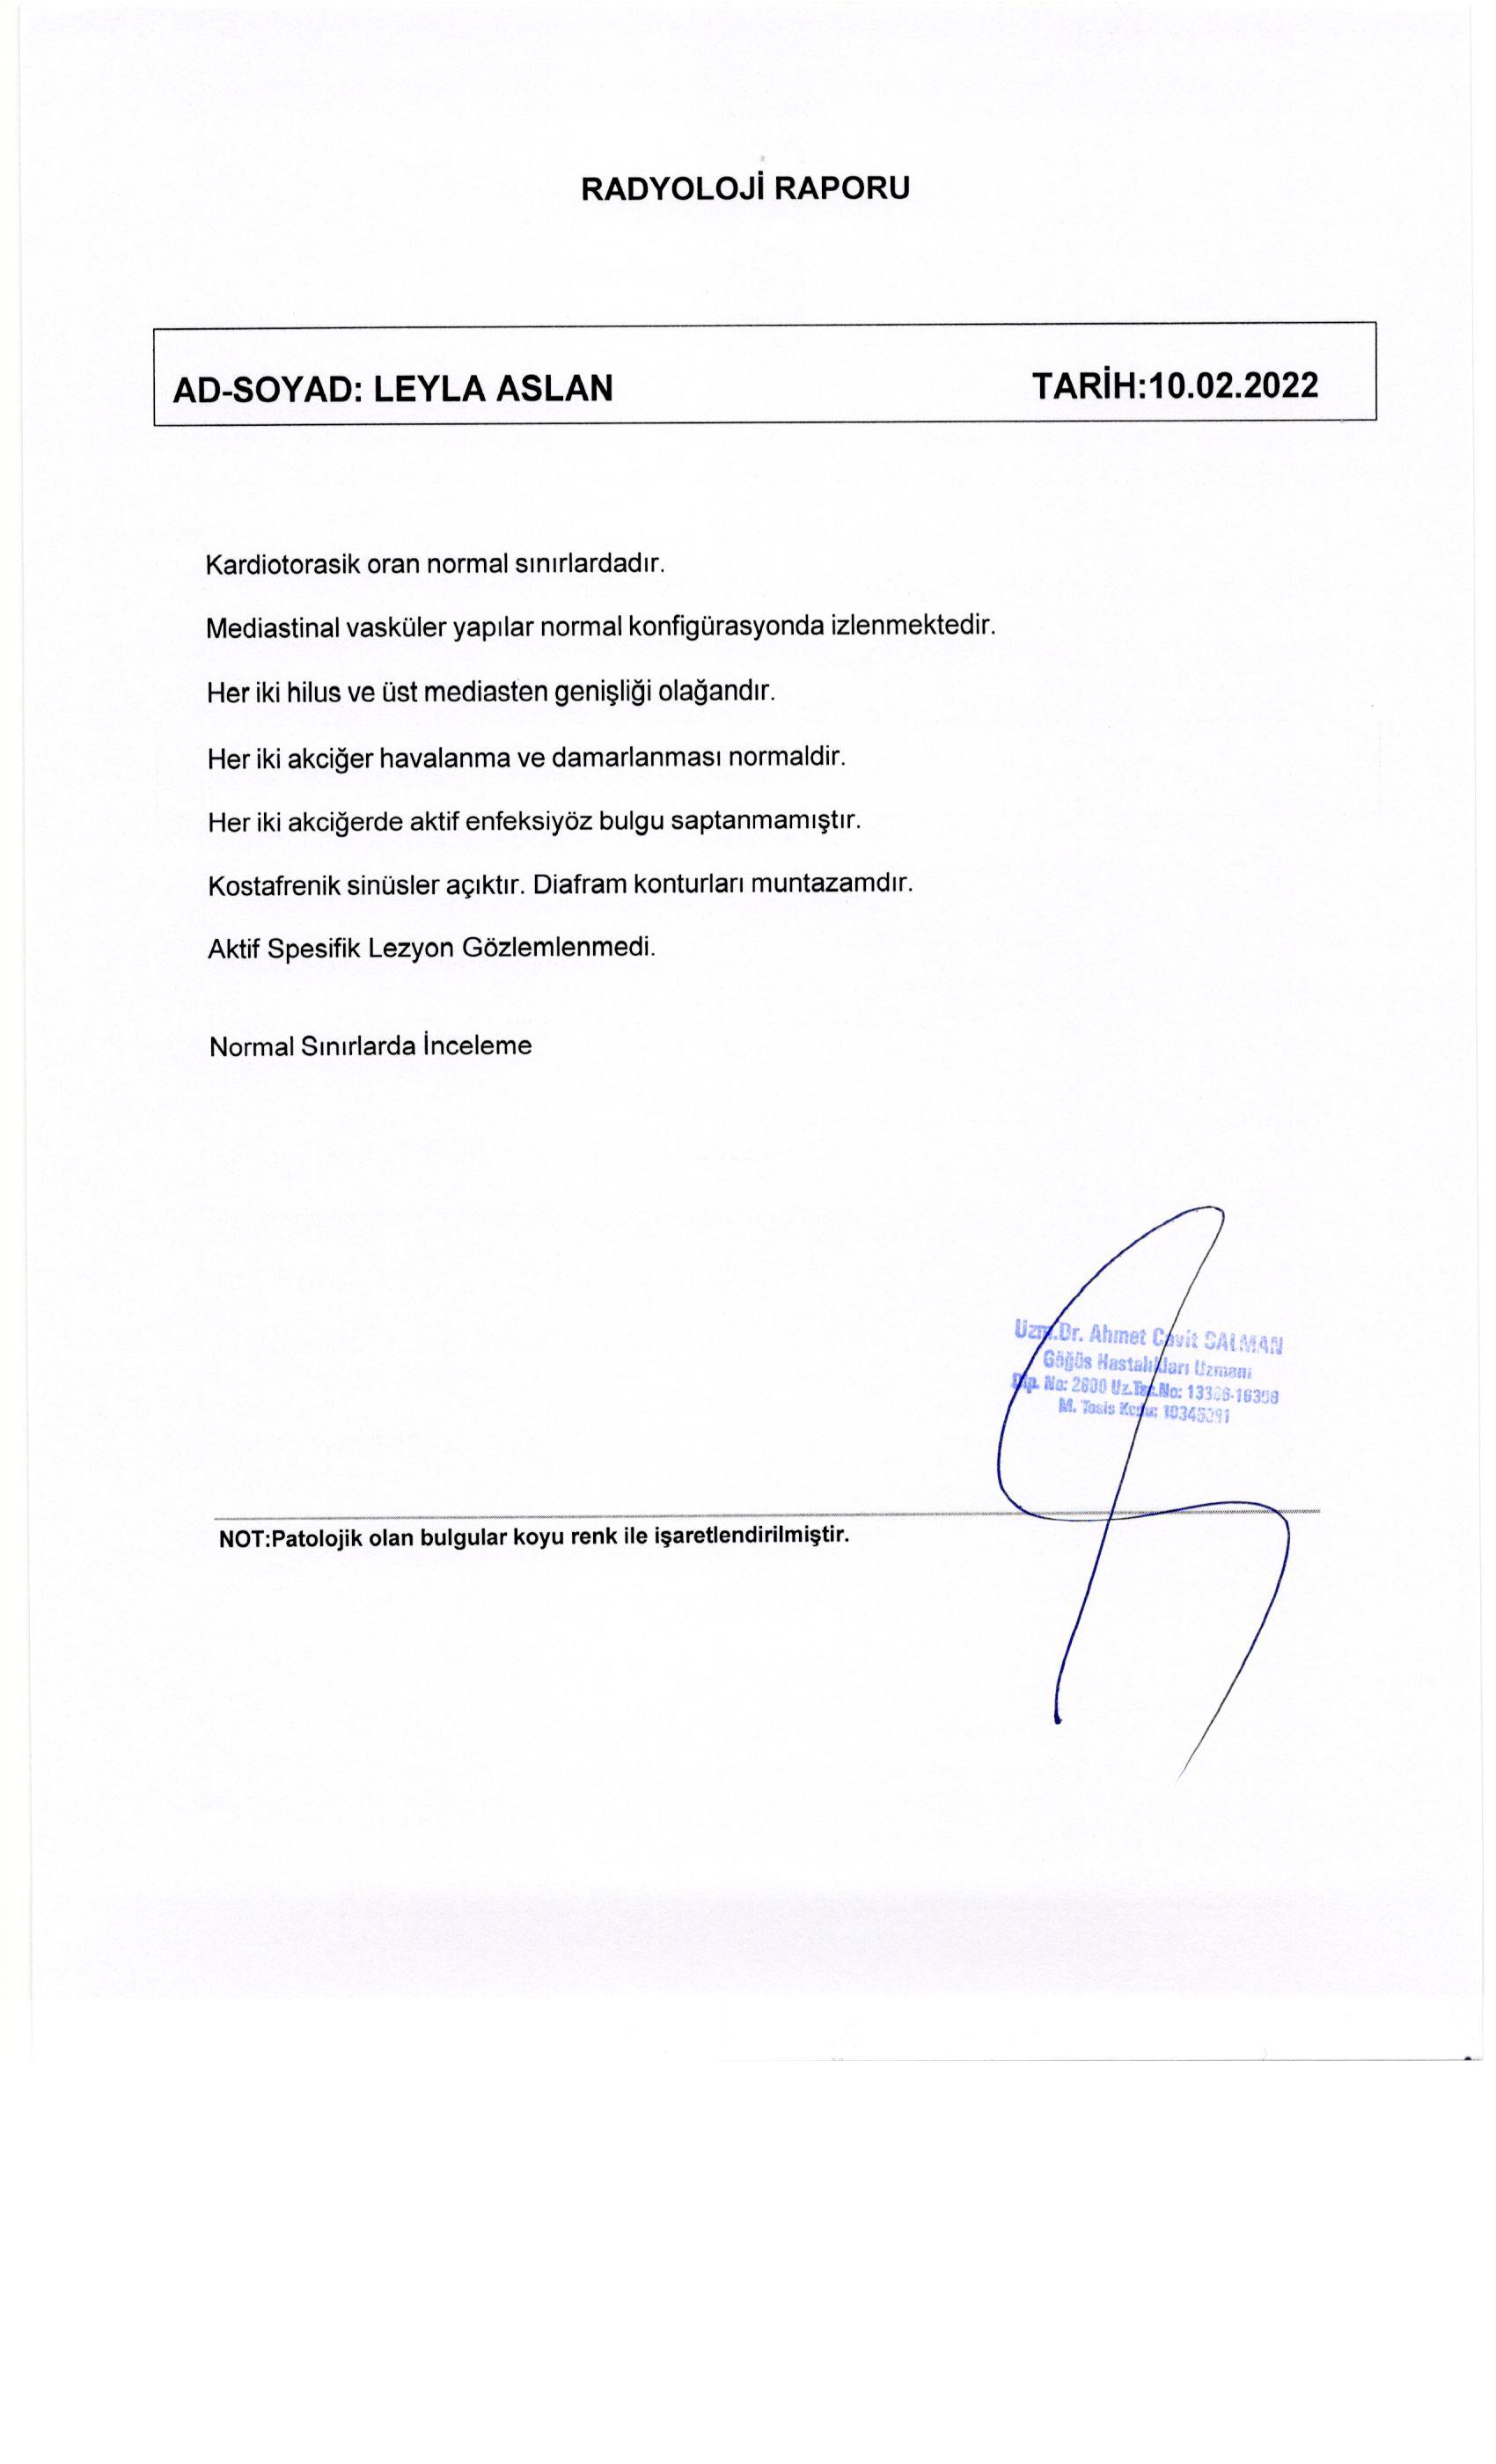 RADYOLOJİ RAPORU
AD-SOYAD: LEYLA ASLAN TARİH:10.02.2022
Kardiotorasik oran normal sınırlardadır.
Mediastinal vasküler yapılar normal konfigürasyonda izlenmektedir.
Her iki hilus ve üst mediasten genişliği olağandır.
Her iki akciğer havalanma ve damarlanması normaldir.
Her iki akciğerde aktif enfeksiyöz bulgu saptanmamıştır.
Kostafrenik sinüsler açıktır. Diafram konturları muntazamdır.
Aktif Spesifik Lezyon Gözlemlenmedi.
Normal Sınırlarda İnceleme
Uzm.Dr. Ahmet Cavit SALMAN
Göğüs Hastalıkları Uzmanı
Dip. No: Uz.Tsc.No:
M. Tesis Kodu:
NOT:Patolojik olan bulgular koyu renk ile işaretlendirilmiştir.